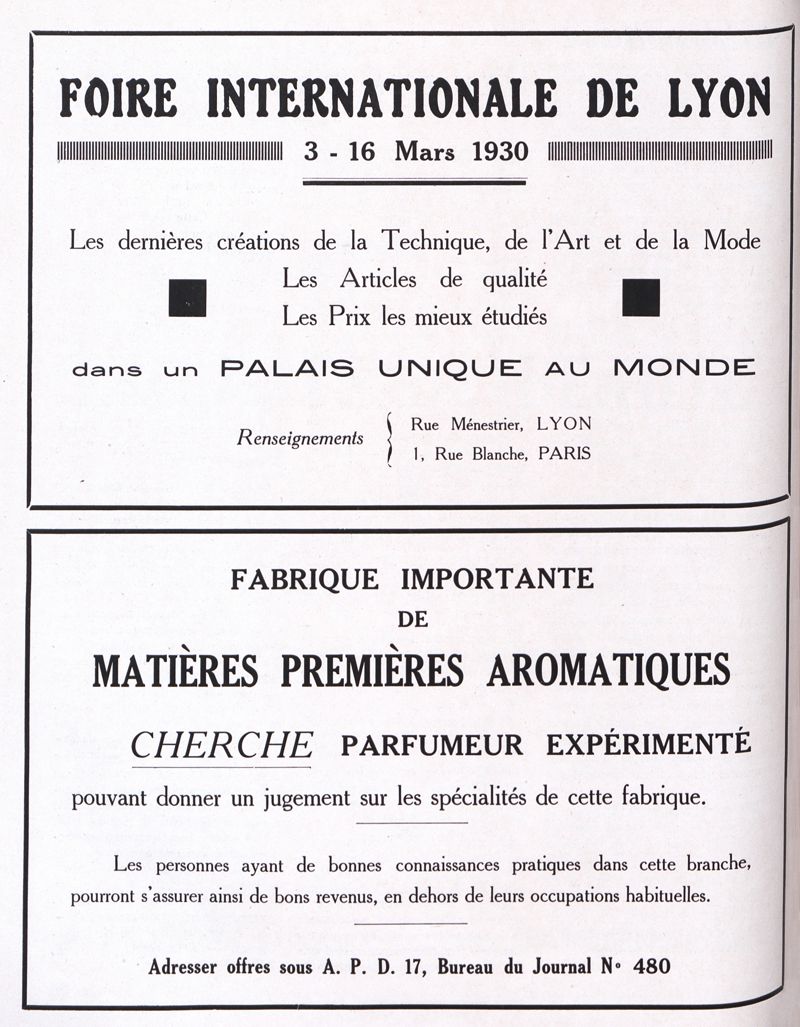 FOIRE INTERNATIONALE DE LYON
3 - 16 Mars 1930
Les dernières créations de la Technique, de l'Art et de la Mode
Les Articles de qualité
Les Prix les mieux étudiés
dans un PALAIS UNIQUE AU MONDE
Renseignements { Rue Ménestrier, LYON
1, Rue Blanche, PARIS
FABRIQUE IMPORTANTE
DE
MATIÈRES PREMIÈRES AROMATIQUES
CHERCHE PARFUMEUR EXPÉRIMENTÉ
pouvant donner un jugement sur les spécialités de cette fabrique.
Les personnes ayant de bonnes connaissances pratiques dans cette branche,
pourront s'assurer ainsi de bons revenus, en dehors de leurs occupations habituelles.
Adresser offres sous A. P. D. 17, Bureau du Journal Nº 480